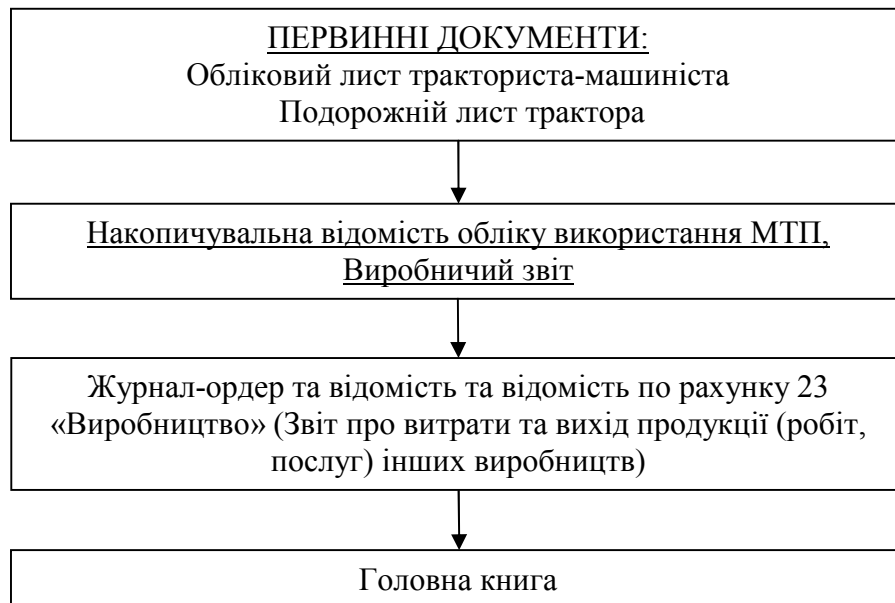 ПЕРВИННІ ДОКУМЕНТИ:
Обліковий лист тракториста-машиніста
Подорожній лист трактора
Накопичувальна відомість обліку використання МТП,
Виробничий звіт
Журнал-ордер та відомість та відомість по рахунку 23
«Виробництво» (Звіт про витрати та вихід продукції (робіт,
послуг) інших виробництв)
Головна книга